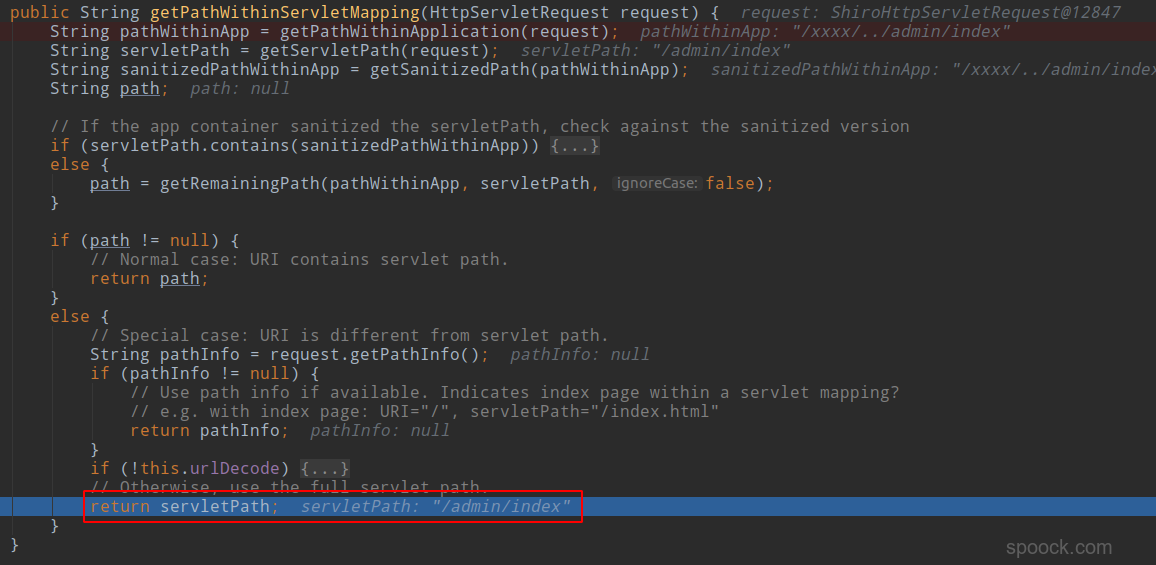 public String getPathWithinServletMapping(HttpServletRequest request) {  request: ShiroHttpServletRequest@12847
    String pathWithinApp = getPathWithinApplication(request);  pathWithinApp: "/xxxx/../admin/index"
    String servletPath = getServletPath(request);  servletPath: "/admin/index"
    String sanitizedPathWithinApp = getSanitizedPath(pathWithinApp);  sanitizedPathWithinApp: "/xxxx/../admin/index
    String path;  path: null
    // If the app container sanitized the servletPath, check against the sanitized version
    if (servletPath.contains(sanitizedPathWithinApp)) {...}
    else {
        path = getRemainingPath(pathWithinApp, servletPath, ignoreCase: false);
    }
    if (path != null) {
        // Normal case: URI contains servlet path.
        return path;
    }
    else {
        // Special case: URI is different from servlet path.
        String pathInfo = request.getPathInfo();  pathInfo: null
        if (pathInfo != null) {
            // Use path info if available. Indicates index page within a servlet mapping?
            // e.g. with index page: URI="/", servletPath="/index.html"
            return pathInfo;  pathInfo: null
        }
        if (!this.urlDecode) {...}
        // Otherwise, use the full servlet path.
        return servletPath;  servletPath: "/admin/index"
    }
}
spoock.com